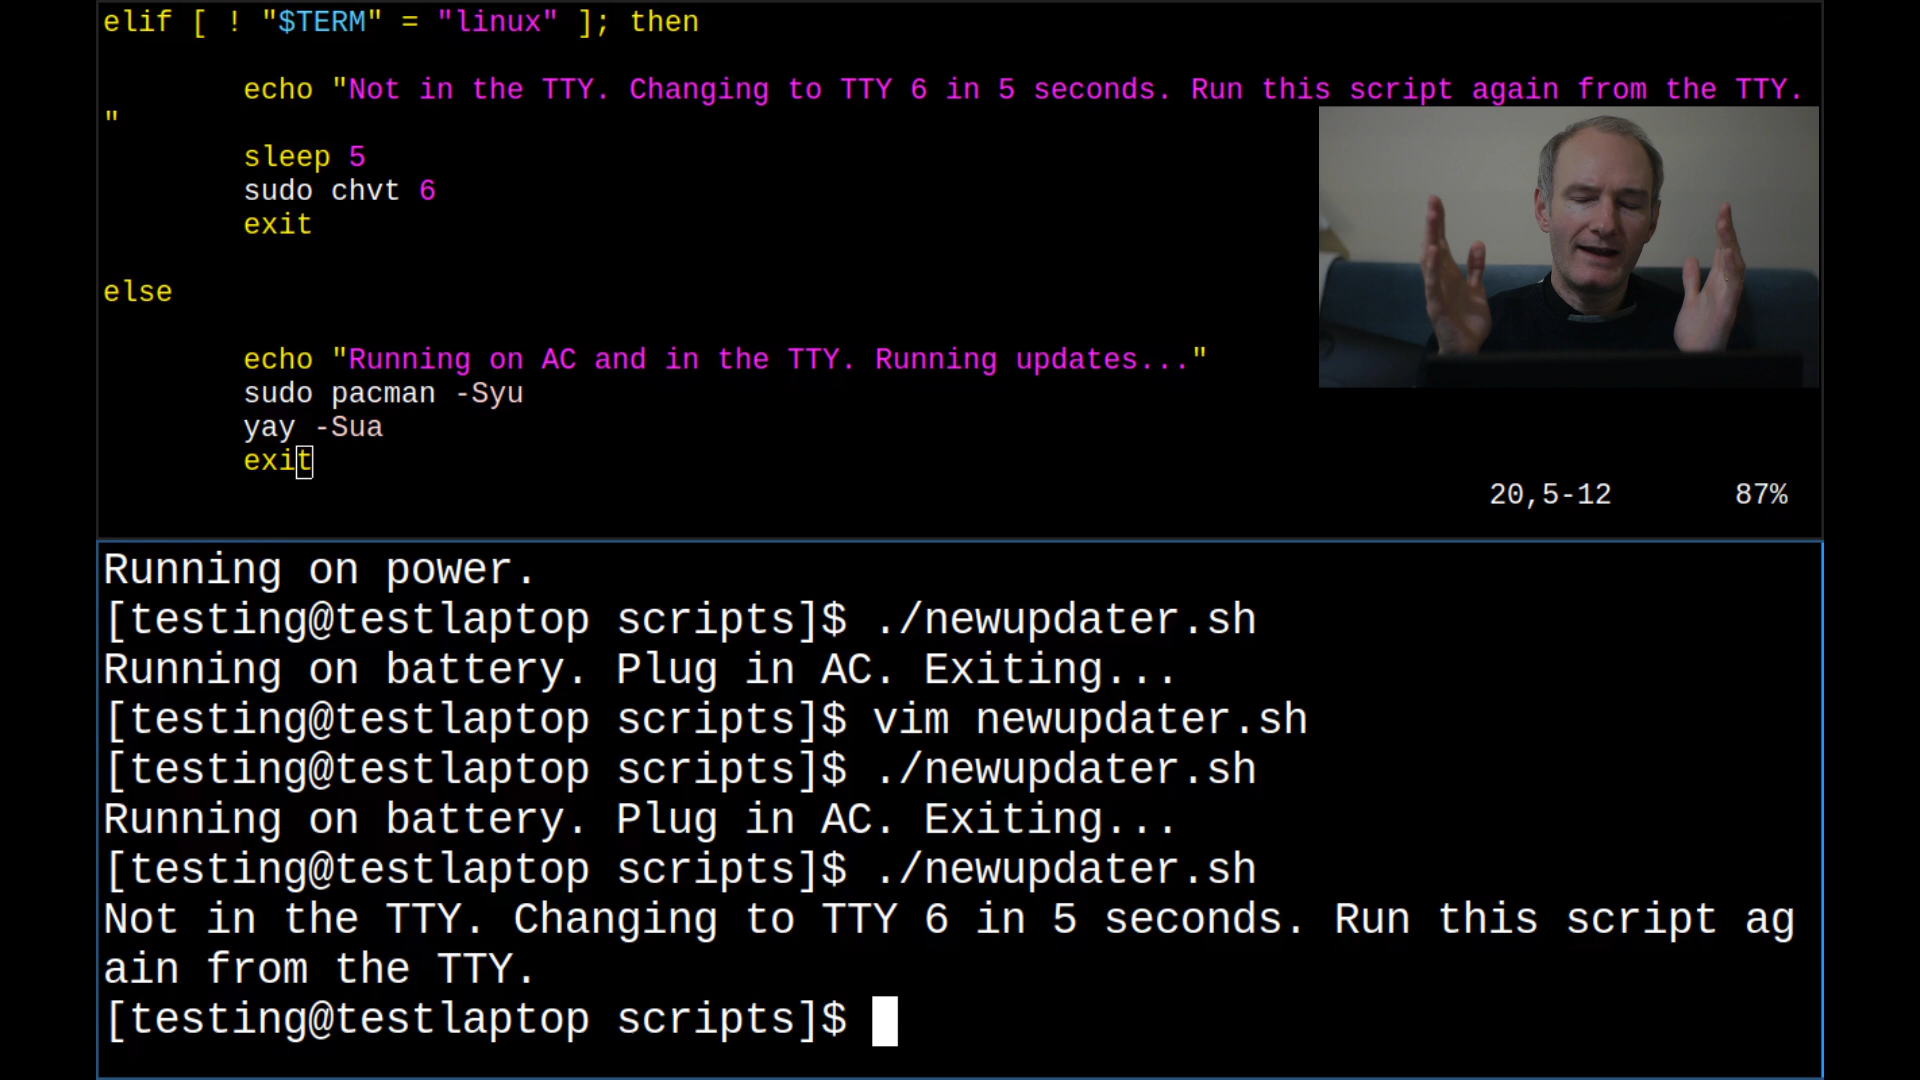 elif [ ! "$TERM" = "linux" ]; then
echo "Not in the TTY. Changing to TTY 6 in 5 seconds. Run this script again from the TTY.
"
sleep 5
sudo chvt 6
exit
else
echo "Running on AC and in the TTY. Running updates..."
sudo pacman -Syu
yay -Sua
exit
20,5-12 87%
Running on power.
[testing@testlaptop scripts]$ ./newupdater.sh
Running on battery. Plug in AC. Exiting...
[testing@testlaptop scripts]$ vim newupdater.sh
[testing@testlaptop scripts]$ ./newupdater.sh
Running on battery. Plug in AC. Exiting...
[testing@testlaptop scripts]$ ./newupdater.sh
Not in the TTY. Changing to TTY 6 in 5 seconds. Run this script ag
ain from the TTY.
[testing@testlaptop scripts]$